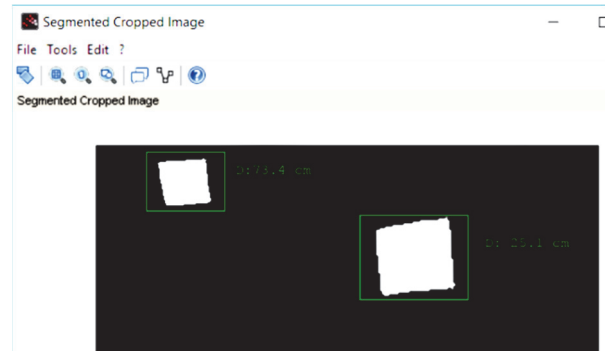 Segmented Cropped Image
File Tools Edit ?
Segmented Cropped Image
D:73.4 cm
D: cm